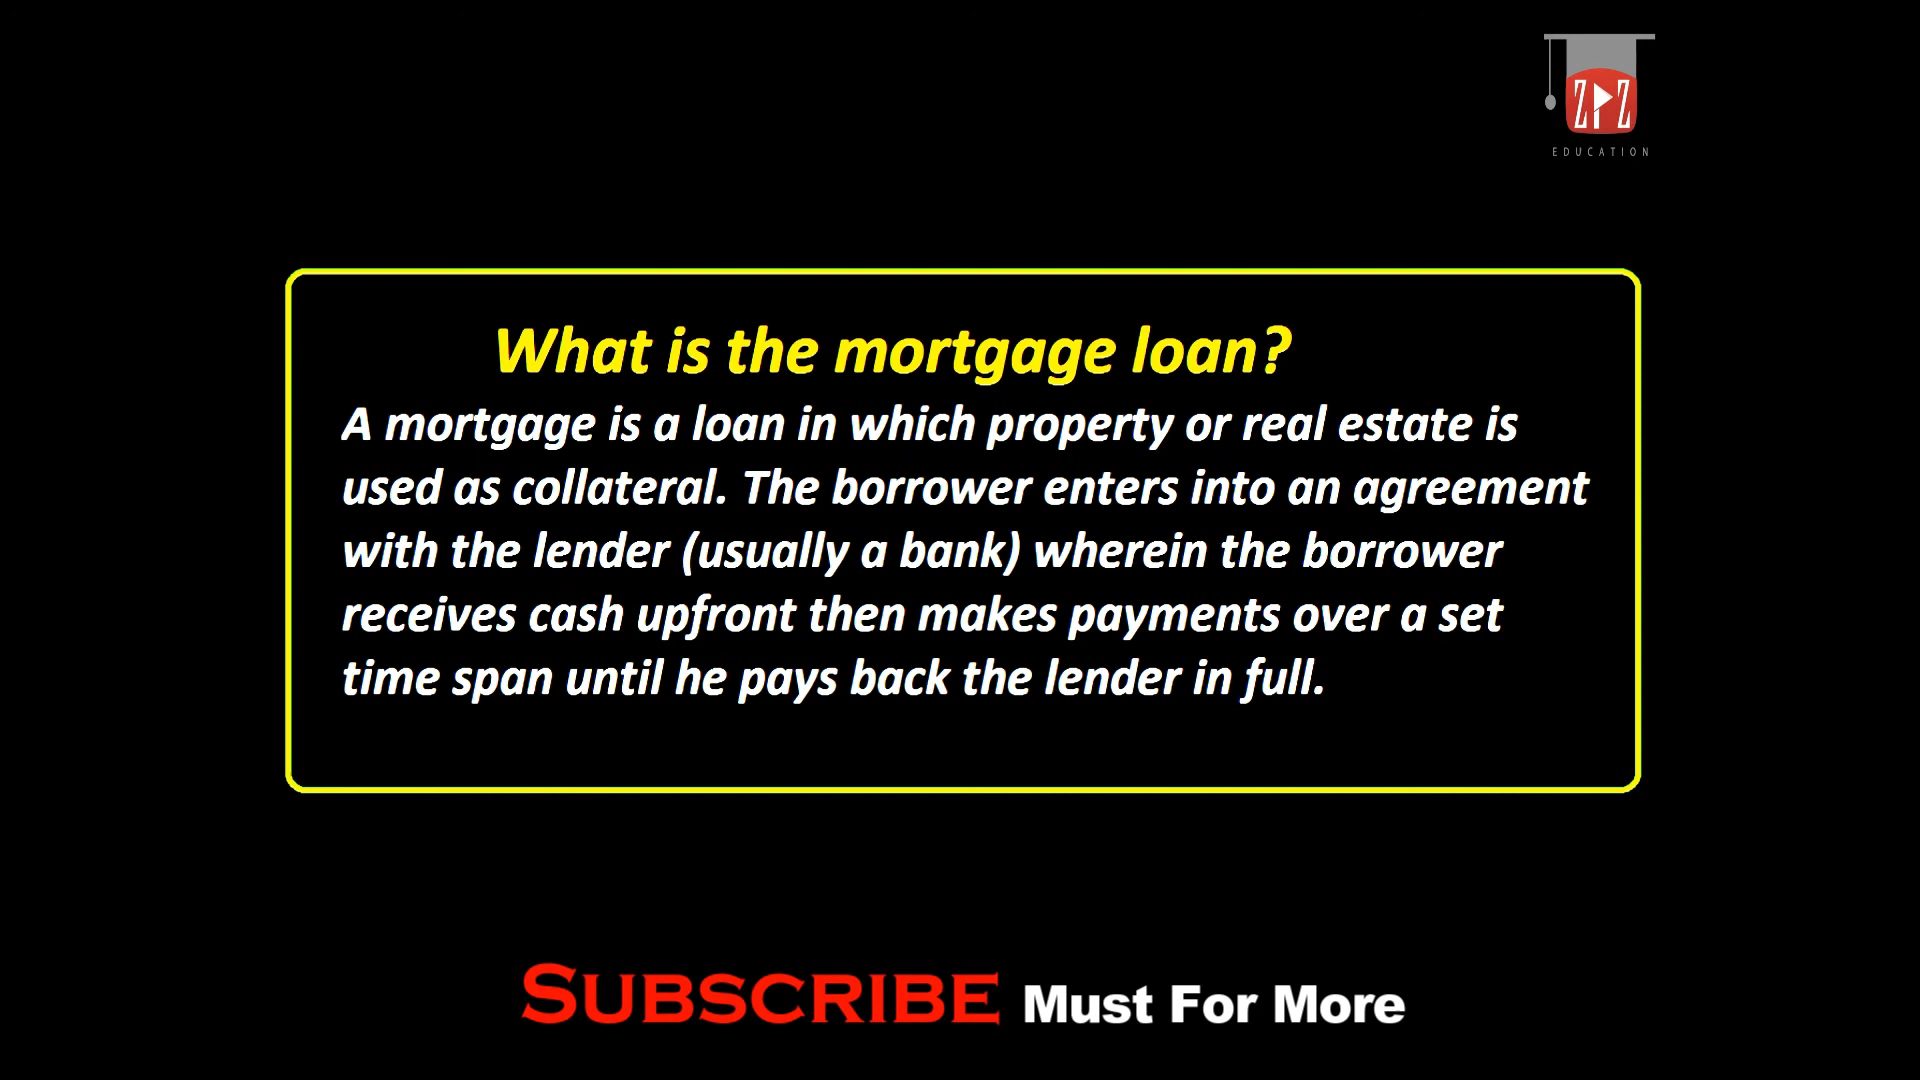 ZPZ
EDUCATION
What is the mortgage loan?
A mortgage is a loan in which property or real estate is
used as collateral. The borrower enters into an agreement
with the lender (usually a bank) wherein the borrower
receives cash upfront then makes payments over a set
time span until he pays back the lender in full.
SUBSCRIBE Must For More